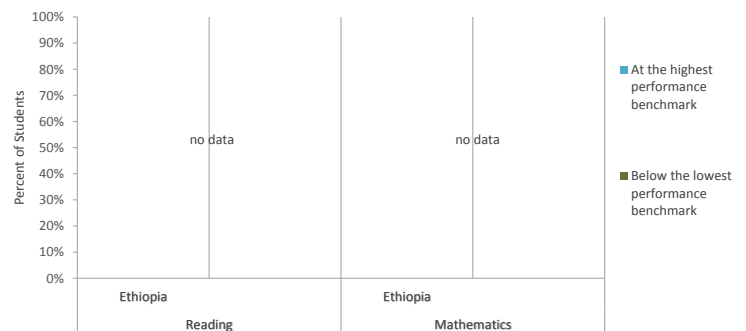 100%
90%
80%
70%
60%
50%
40%
30%
20%
10%
0%
Percent of Students
no data
no data
Ethiopia
Ethiopia
Reading
Mathematics
At the highest
performance
benchmark
Below the lowest
performance
benchmark